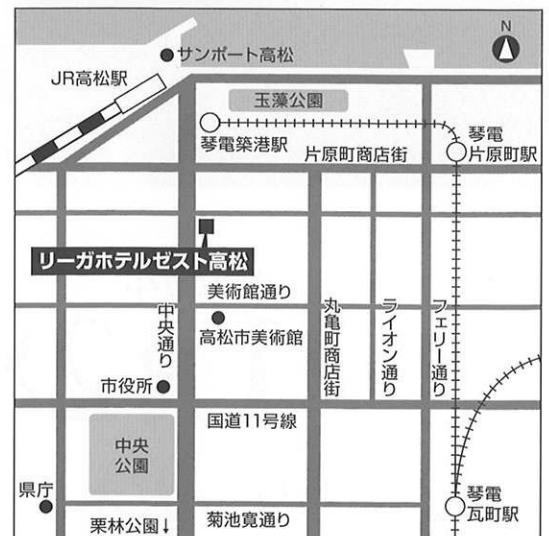 N
サンポート高松
JR高松駅
玉藻公園
琴電築港駅
片原町商店街
琴電
片原町駅
リーガホテルゼスト高松
美術館通り
中央通り
高松市美術館
丸亀町商店街
ライオン通り
フェリー通り
市役所
国道11号線
中央
公園
県庁
琴電
瓦町駅
栗林公園↓
菊池寛通り